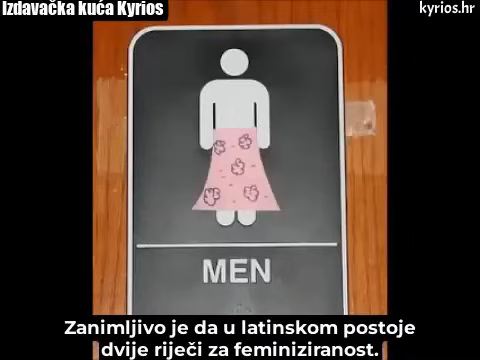 Izdavačka kuća Kyrios
kyrios.hr
MEN
Zanimljivo je da u latinskom postoje
dvije riječi za feminiziranost.